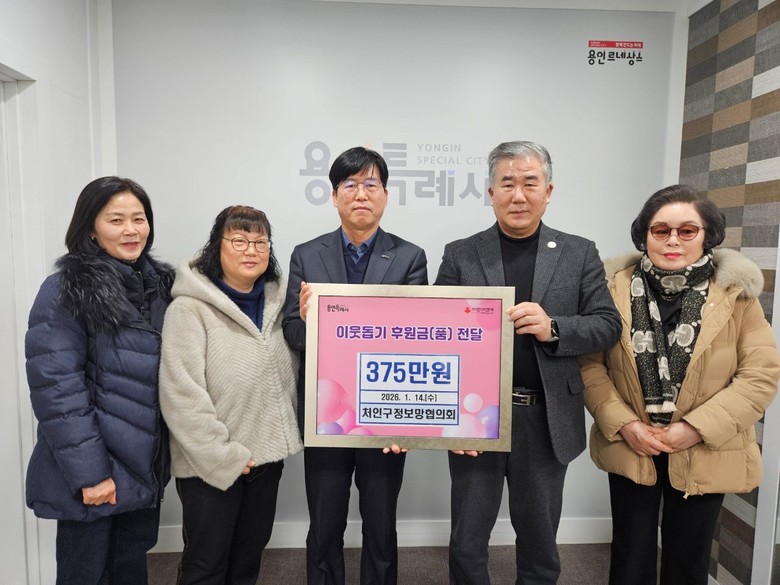 용인 르네상스
YONGIN
SPECIAL CITY
용 특례시
용인특례시
이웃돕기 후원금(품) 전달
375만원
2026. 1. 14.(수)
처인구정보망협의회